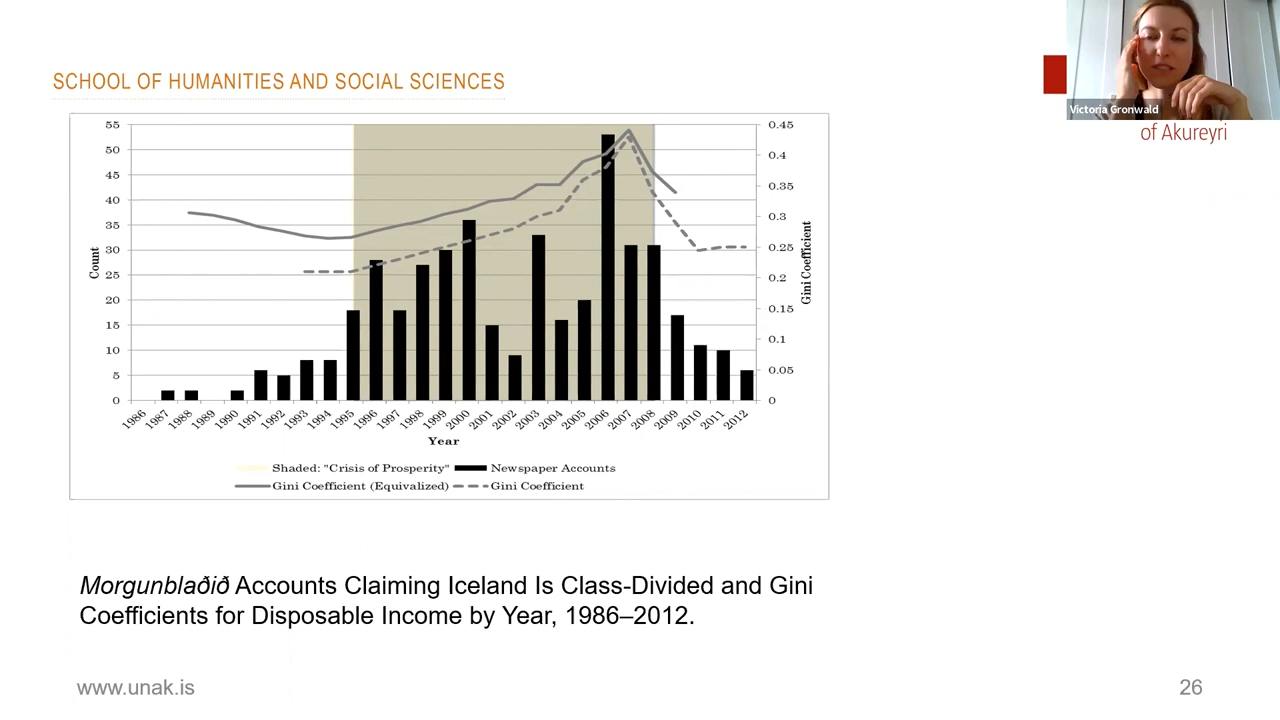 SCHOOL OF HUMANITIES AND SOCIAL SCIENCES
Victoria Gronwald
of Akureyri
55
50
45
40
35
30
25
20
15
10
5
0
Count
0.45
0.4
0.35
0.3
0.25
0.2
0.15
0.1
0.05
0
Gini Coefficient
1986 1987 1988 1989 1990 1991 1992 1993 1994 1995 1996 1997 1998 1999 2000 2001 2002 2003 2004 2005 2006 2007 2008 2009 2010 2011 2012
Year
Shaded: "Crisis of Prosperity" Newspaper Accounts
Gini Coefficient (Equivalized) Gini Coefficient
Morgunblaðið Accounts Claiming Iceland Is Class-Divided and Gini
Coefficients for Disposable Income by Year, 1986–2012.
www.unak.is
26